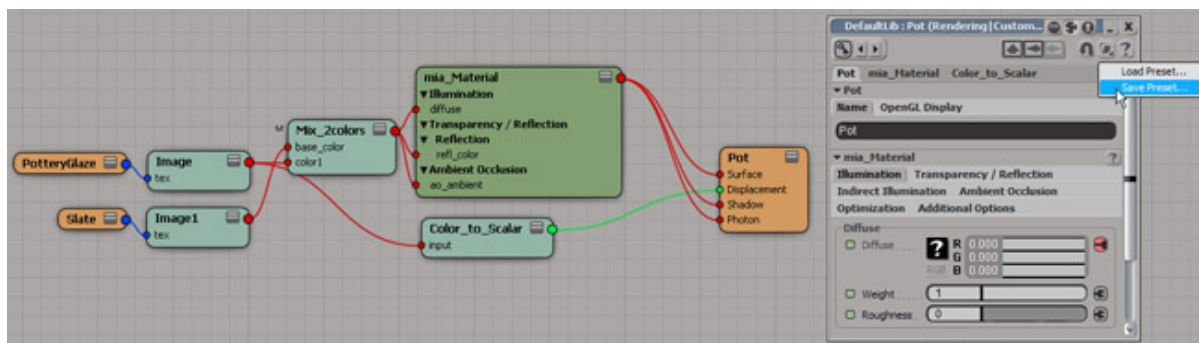 PotteryGlaze
Image
tex
Slate
Image1
tex
M
Mix_2colors
base_color
color1
mia_Material
Illumination
diffuse
Transparency / Reflection
Reflection
refl_color
Ambient Occlusion
ao_ambient
Color_to_Scalar
input
Pot
Surface
Displacement
Shadow
Photon
DefaultLib : Pot (Rendering|Custom...
Pot mia_Material Color_to_Scalar
Load Preset...
Save Preset...
Pot
Name OpenGL Display
Pot
mia_Material ?
Illumination Transparency / Reflection
Indirect Illumination Ambient Occlusion
Optimization Additional Options
Diffuse
Diffuse ? R 0.000
G 0.000
RGB B 0.000
Weight 1
Roughness 0